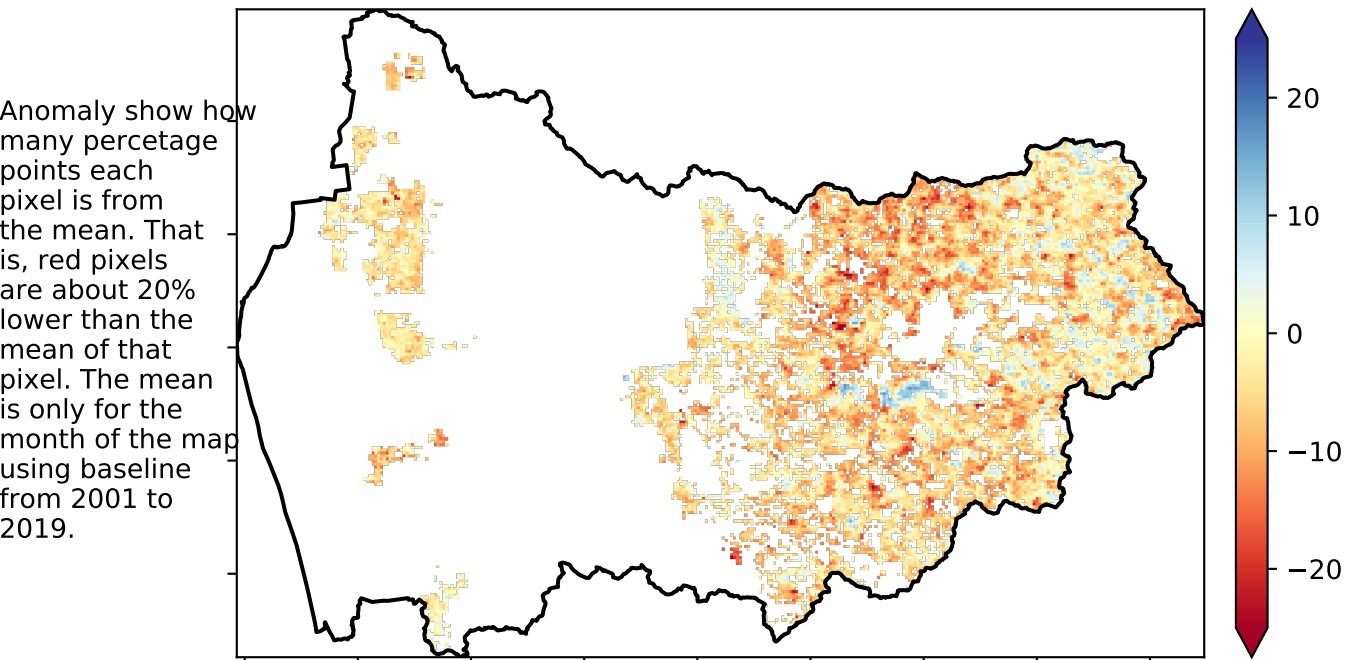 Anomaly show how
many percetage
points each
pixel is from
the mean. That
is, red pixels
are about 20%
lower than the
mean of that
pixel. The mean
is only for the
month of the map
using baseline
from 2001 to
2019.
20
10
0
−10
−20